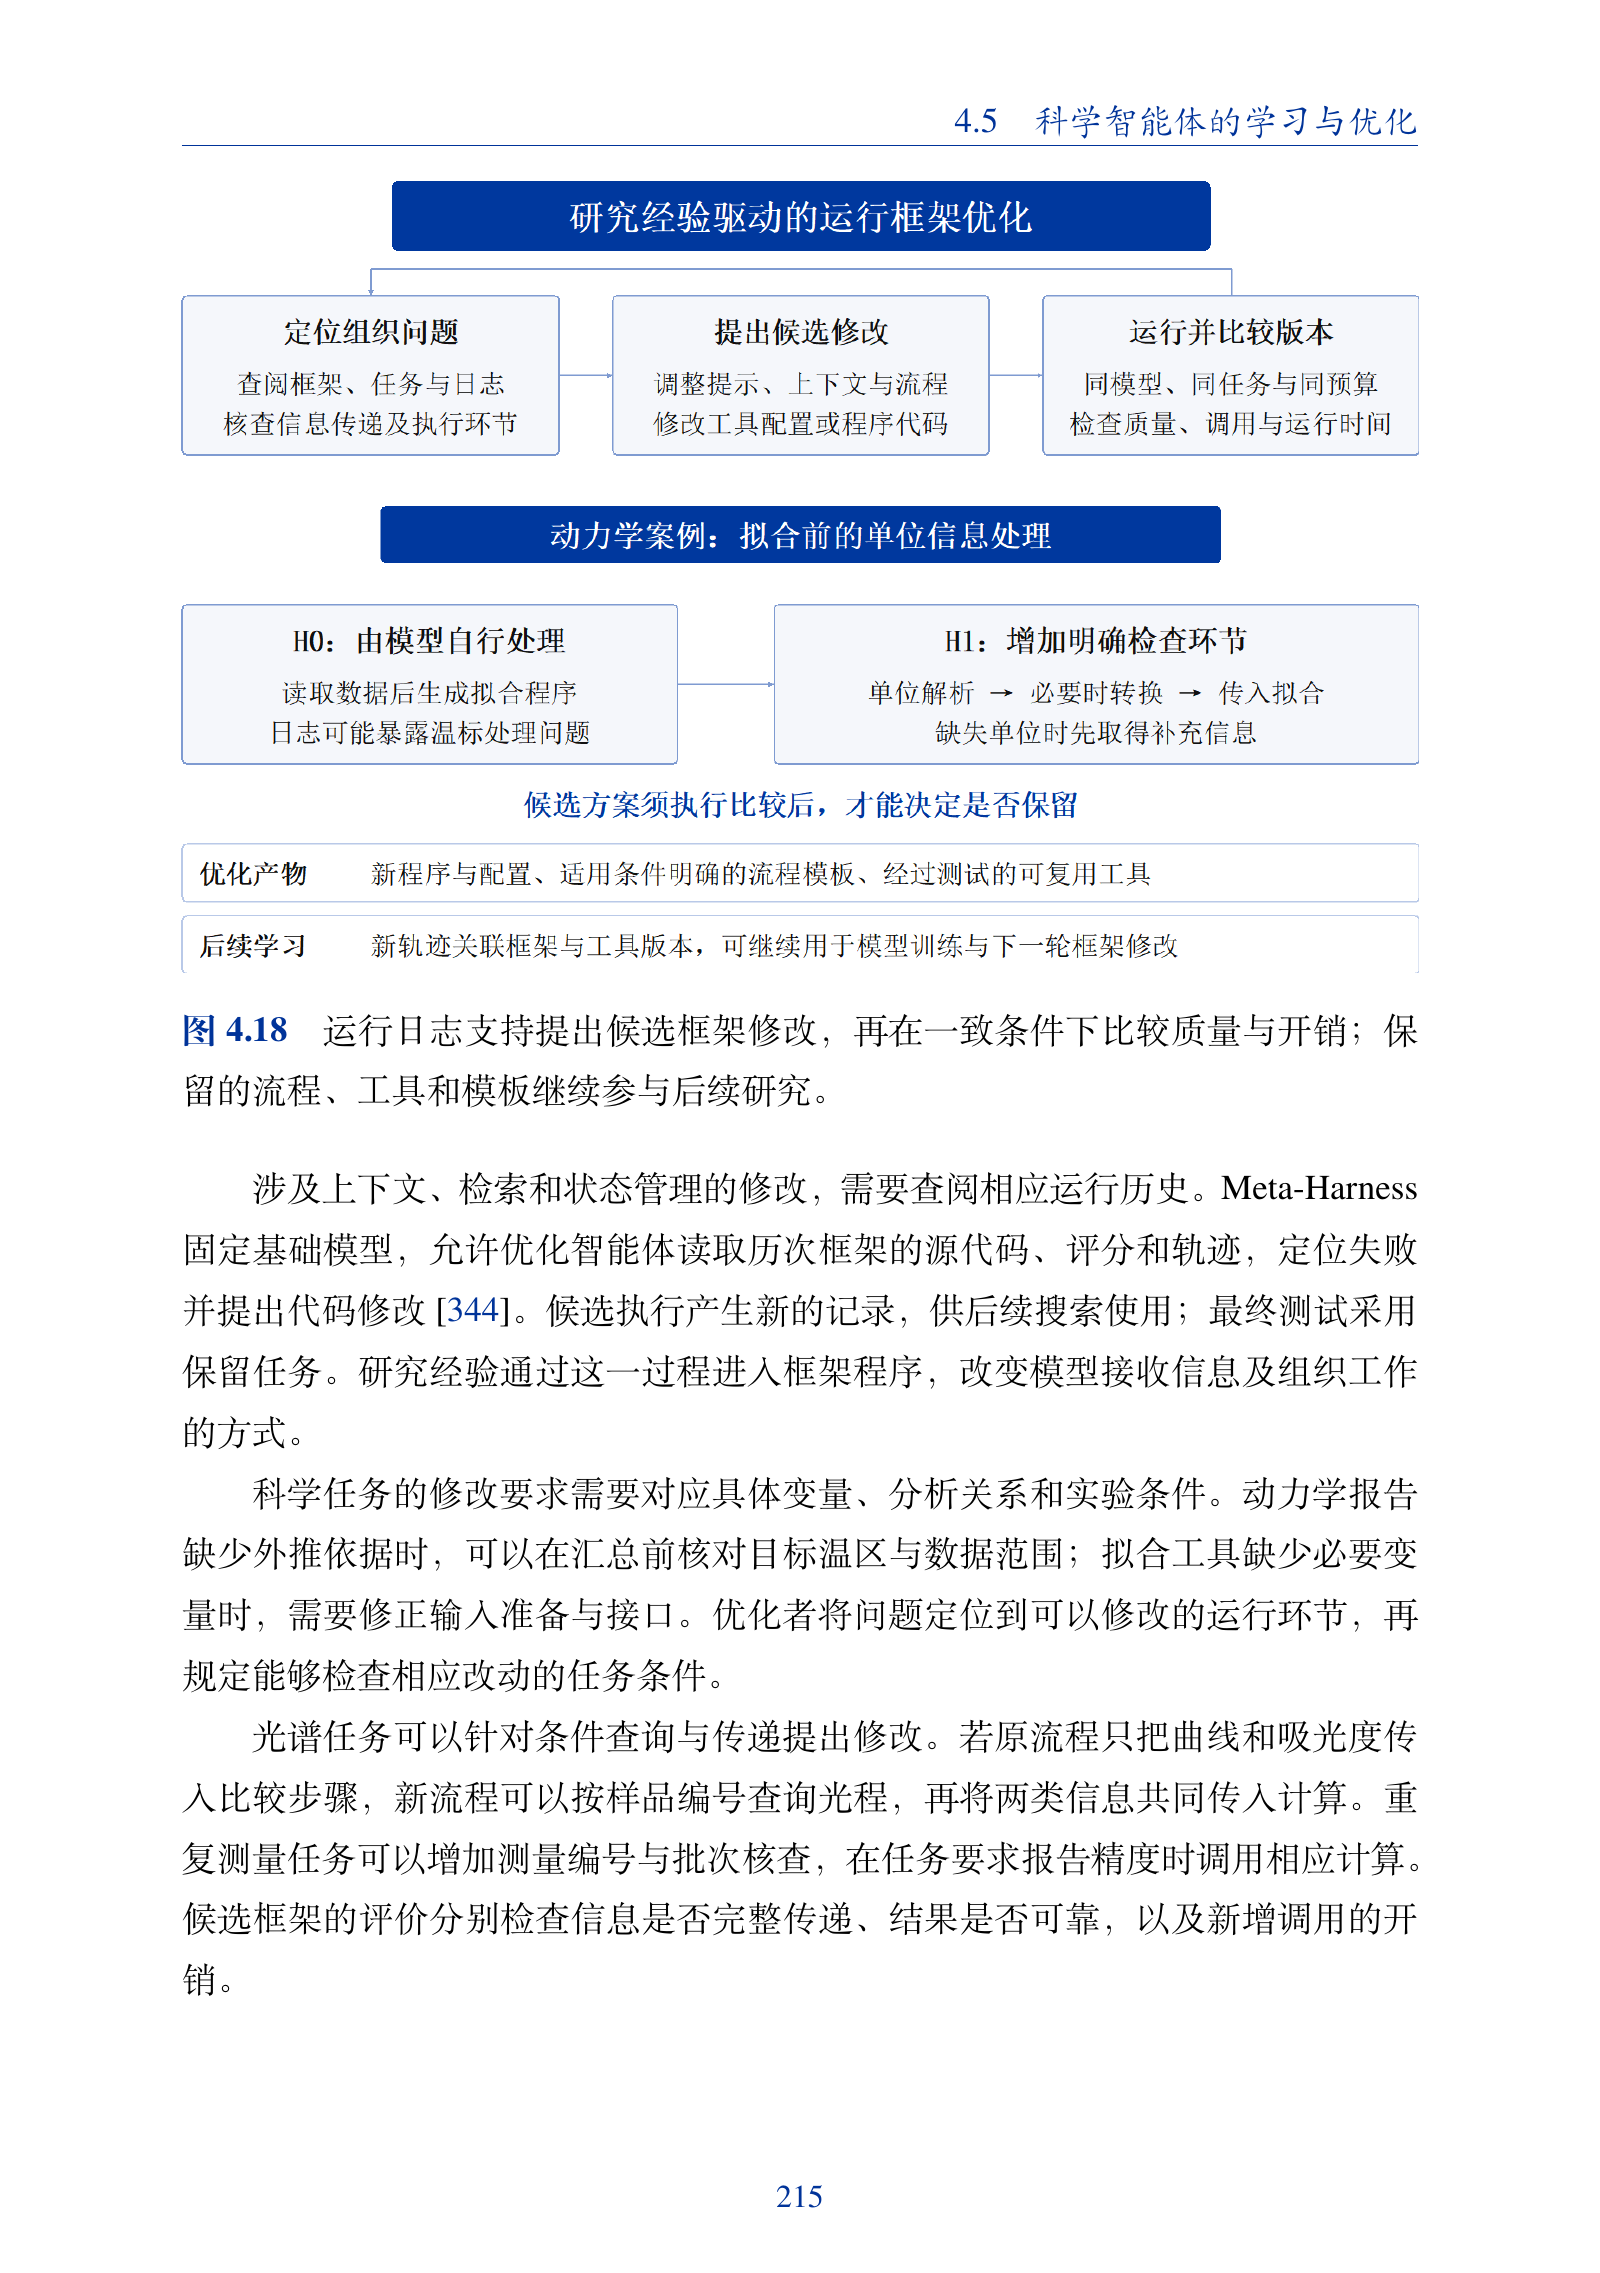 4.5 科学智能体的学习与优化
研究经验驱动的运行框架优化
定位组织问题
查阅框架、任务与日志
核查信息传递及执行环节
提出候选修改
调整提示、上下文与流程
修改工具配置或程序代码
运行并比较版本
同模型、同任务与同预算
检查质量、调用与运行时间
动力学案例：拟合前的单位信息处理
H0：由模型自行处理
读取数据后生成拟合程序
日志可能暴露温标处理问题
H1：增加明确检查环节
单位解析 → 必要时转换 → 传入拟合
缺失单位时先取得补充信息
候选方案须执行比较后，才能决定是否保留
优化产物 新程序与配置、适用条件明确的流程模板、经过测试的可复用工具
后续学习 新轨迹关联框架与工具版本，可继续用于模型训练与下一轮框架修改
图 4.18 运行日志支持提出候选框架修改，再在一致条件下比较质量与开销；保
留的流程、工具和模板继续参与后续研究。
涉及上下文、检索和状态管理的修改，需要查阅相应运行历史。Meta-Harness
固定基础模型，允许优化智能体读取历次框架的源代码、评分和轨迹，定位失败
并提出代码修改 [344]。候选执行产生新的记录，供后续搜索使用；最终测试采用
保留任务。研究经验通过这一过程进入框架程序，改变模型接收信息及组织工作
的方式。
科学任务的修改要求需要对应具体变量、分析关系和实验条件。动力学报告
缺少外推依据时，可以在汇总前核对目标温区与数据范围；拟合工具缺少必要变
量时，需要修正输入准备与接口。优化者将问题定位到可以修改的运行环节，再
规定能够检查相应改动的任务条件。
光谱任务可以针对条件查询与传递提出修改。若原流程只把曲线和吸光度传
入比较步骤，新流程可以按样品编号查询光程，再将两类信息共同传入计算。重
复测量任务可以增加测量编号与批次核查，在任务要求报告精度时调用相应计算。
候选框架的评价分别检查信息是否完整传递、结果是否可靠，以及新增调用的开
销。
215